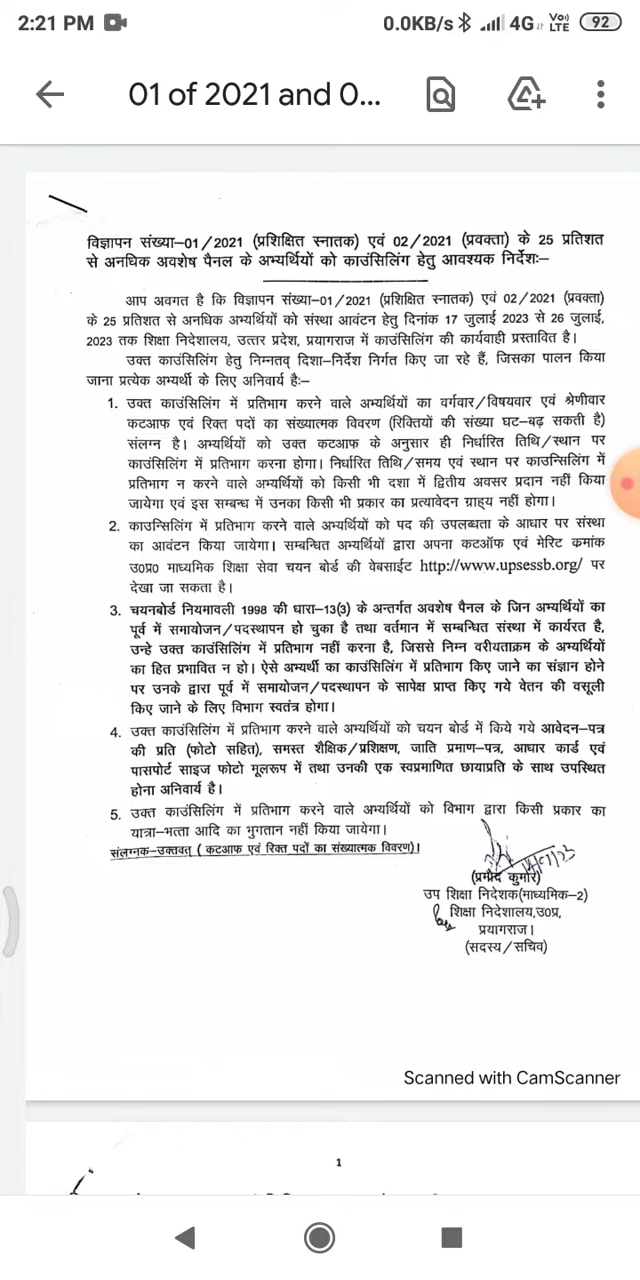 2:21 PM 0.0KB/s 4G Vo) LTE 92
01 of 2021 and 0...
विज्ञापन संख्या–01/2021 (प्रशिक्षित स्नातक) एवं 02/2021 (प्रवक्ता) के 25 प्रतिशत
से अनधिक अवशेष पैनल के अभ्यर्थियों को काउंसिलिंग हेतु आवश्यक निर्देशः–
आप अवगत है कि विज्ञापन संख्या–01/2021 (प्रशिक्षित स्नातक) एवं 02/2021 (प्रवक्ता)
के 25 प्रतिशत से अनधिक अभ्यर्थियों को संस्था आवंटन हेतु दिनांक 17 जुलाई 2023 से 26 जुलाई,
2023 तक शिक्षा निदेशालय, उत्तर प्रदेश, प्रयागराज में काउंसिलिंग की कार्यवाही प्रस्तावित है।
उक्त काउंसिलिंग हेतु निम्नतव् दिशा–निर्देश निर्गत किए जा रहे हैं, जिसका पालन किया
जाना प्रत्येक अभ्यर्थी के लिए अनिवार्य हैः–
1. उक्त काउंसिलिंग में प्रतिभाग करने वाले अभ्यर्थियों का वर्गवार/विषयवार एवं श्रेणीवार
कटआफ एवं रिक्त पदों का संख्यात्मक विवरण (रिक्तियों की संख्या घट–बढ़ सकती है)
संलग्न है। अभ्यर्थियों को उक्त कटआफ के अनुसार ही निर्धारित तिथि/स्थान पर
काउंसिलिंग में प्रतिभाग करना होगा। निर्धारित तिथि/समय एवं स्थान पर काउन्सिलिंग में
प्रतिभाग न करने वाले अभ्यर्थियों को किसी भी दशा में द्वितीय अवसर प्रदान नहीं किया
जायेगा एवं इस सम्बन्ध में उनका किसी भी प्रकार का प्रत्यावेदन ग्राह्य नहीं होगा।
2. काउन्सिलिंग में प्रतिभाग करने वाले अभ्यर्थियों को पद की उपलब्धता के आधार पर संस्था
का आवंटन किया जायेगा। सम्बन्धित अभ्यर्थियों द्वारा अपना कटऑफ एवं मेरिट कमांक
उ0प्र0 माध्यमिक शिक्षा सेवा चयन बोर्ड की वेबसाईट http://www.upsessb.org/ पर
देखा जा सकता है।
3. चयनबोर्ड नियमावली 1998 की धारा–13(3) के अन्तर्गत अवशेष पैनल के जिन अभ्यर्थियों का
पूर्व में समायोजन/पदस्थापन हो चुका है तथा वर्तमान में सम्बन्धित संस्था में कार्यरत है,
उन्हे उक्त काउंसिलिंग में प्रतिभाग नहीं करना है, जिससे निम्न वरीयताक्रम के अभ्यर्थियों
का हित प्रभावित न हो। ऐसे अभ्यर्थी का काउंसिलिंग में प्रतिभाग किए जाने का संज्ञान होने
पर उनके द्वारा पूर्व में समायोजन/पदस्थापन के सापेक्ष प्राप्त किए गये वेतन की वसूली
किए जाने के लिए विभाग स्वतंत्र होगा।
4. उक्त काउंसिलिंग में प्रतिभाग करने वाले अभ्यर्थियों को चयन बोर्ड में किये गये आवेदन–पत्र
की प्रति (फोटो सहित), समस्त शैक्षिक/प्रशिक्षण, जाति प्रमाण–पत्र, आधार कार्ड एवं
पासपोर्ट साइज फोटो मूलरूप में तथा उनकी एक स्वप्रमाणित छायाप्रति के साथ उपस्थित
होना अनिवार्य है।
5. उक्त काउंसिलिंग में प्रतिभाग करने वाले अभ्यर्थियों को विभाग द्वारा किसी प्रकार का
यात्रा–भत्ता आदि का भुगतान नहीं किया जायेगा।
संलग्नक–उक्तवत् ( कटआफ एवं रिक्त पदों का संख्यात्मक विवरण)।
(प्रमोद कुमार)
उप शिक्षा निदेशक(माध्यमिक–2)
शिक्षा निदेशालय,उ0प्र,
प्रयागराज।
(सदस्य/सचिव)
Scanned with CamScanner
1